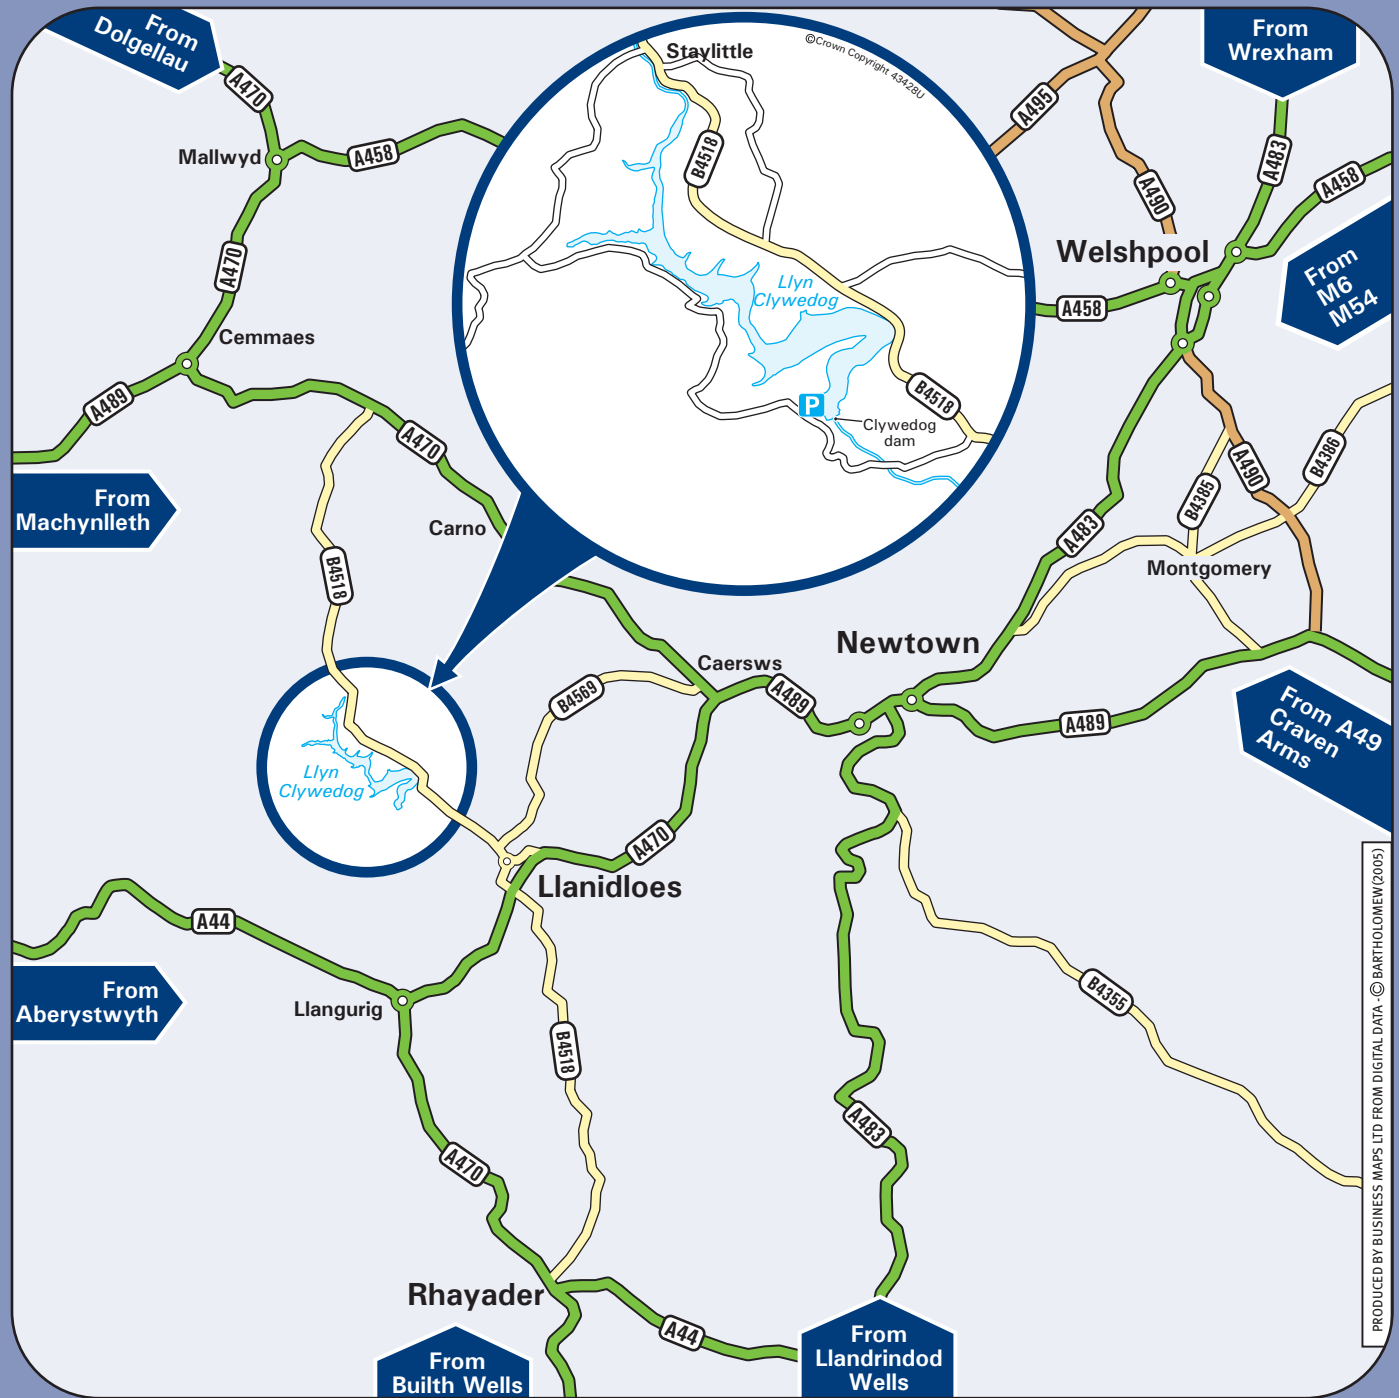 From
Dolgellau
A470
Mallwyd
A458
A470
Cemmaes
A489
From
Machynlleth
A470
Carno
B4518
Staylittle
©Crown Copyright 43428U
B4518
Llyn
Clywedog
P
B4518
Clywedog
dam
A495
From
Wrexham
A483
A458
A490
Welshpool
A458
From
M6
M54
B4386
A490
B4385
A483
Montgomery
Newtown
Caersws
A489
B4569
A489
From A49
Craven
Arms
Llyn
Clywedog
A470
Llanidloes
A44
From
Aberystwyth
Llangurig
B4518
B4355
A483
A470
Rhayader
A44
From
Builth Wells
From
Llandrindod
Wells
PRODUCED BY BUSINESS MAPS LTD FROM DIGITAL DATA - © BARTHOLOMEW(2005)